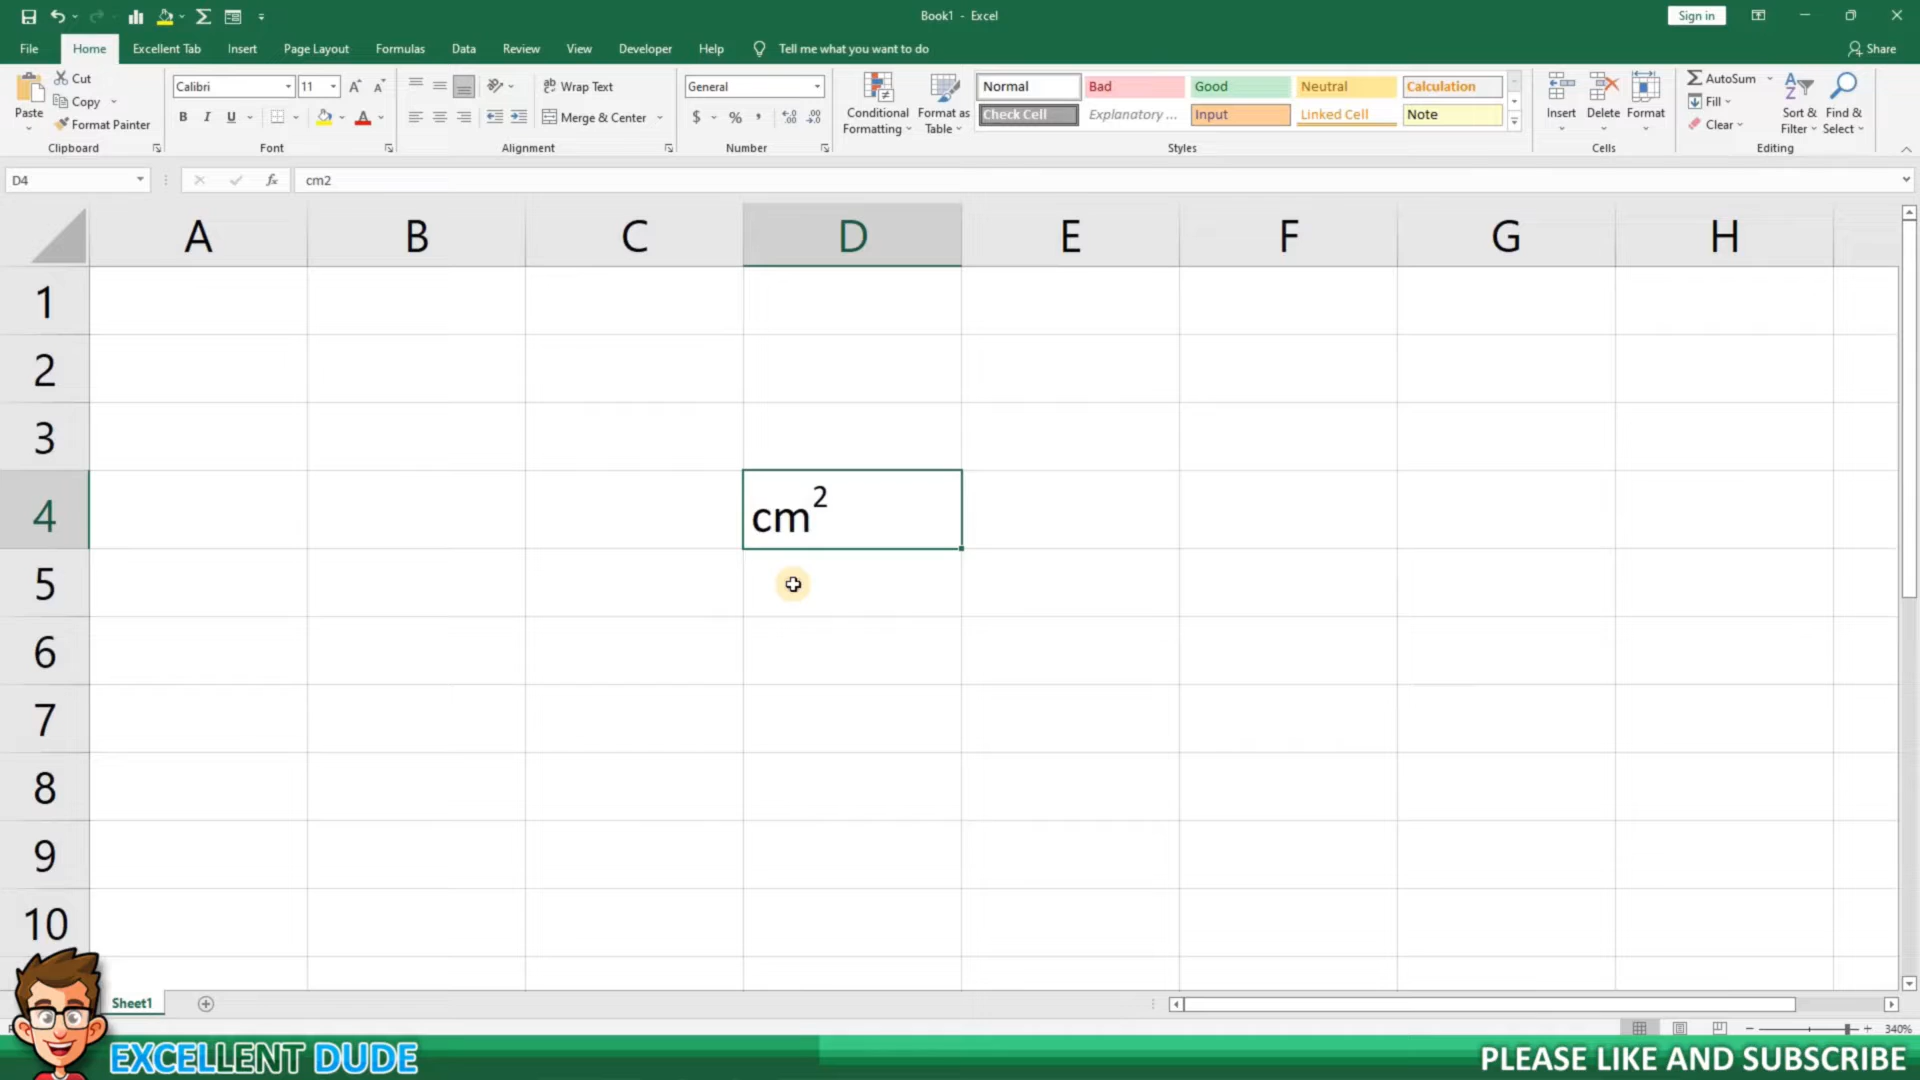 Book1 - Excel
Sign in
File Home Excellent Tab Insert Page Layout Formulas Data Review View Developer Help Tell me what you want to do Share
Paste
Cut
Copy
Format Painter
Clipboard
Calibri 11
B I U
Font
Wrap Text
Merge & Center
Alignment
General
$ % ,
Number
Conditional Formatting
Format as Table
Normal Bad Good Neutral Calculation
Check Cell Explanatory ... Input Linked Cell Note
Styles
Insert Delete Format
Cells
AutoSum
Fill
Clear
Sort & Filter
Find & Select
Editing
D4 fx cm2
A B C D E F G H
1
2
3
4 cm²
5
6
7
8
9
10
Sheet1
340%
EXCELLENT DUDE
PLEASE LIKE AND SUBSCRIBE